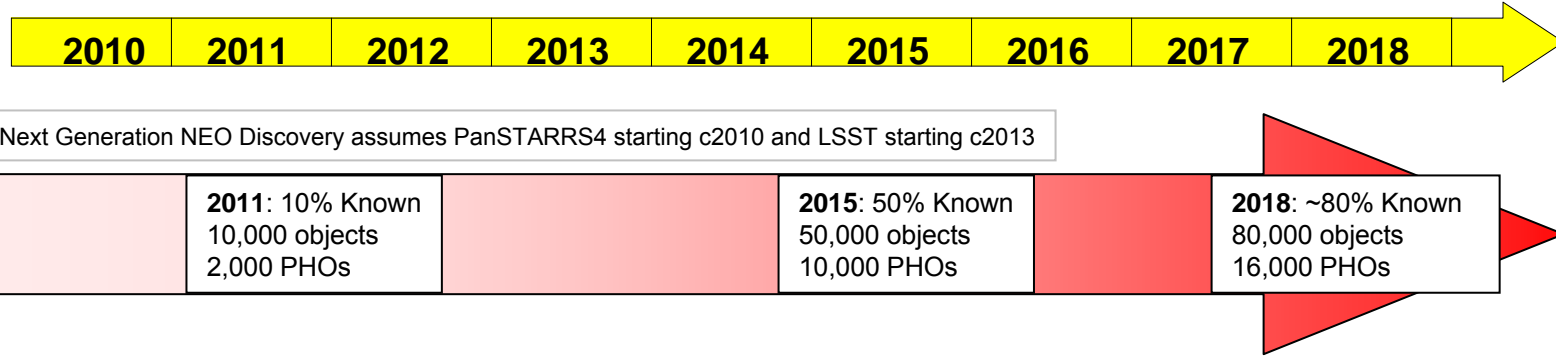 2010 2011 2012 2013 2014 2015 2016 2017 2018
Next Generation NEO Discovery assumes PanSTARRS4 starting c2010 and LSST starting c2013
2011: 10% Known
10,000 objects
2,000 PHOs
2015: 50% Known
50,000 objects
10,000 PHOs
2018: ~80% Known
80,000 objects
16,000 PHOs